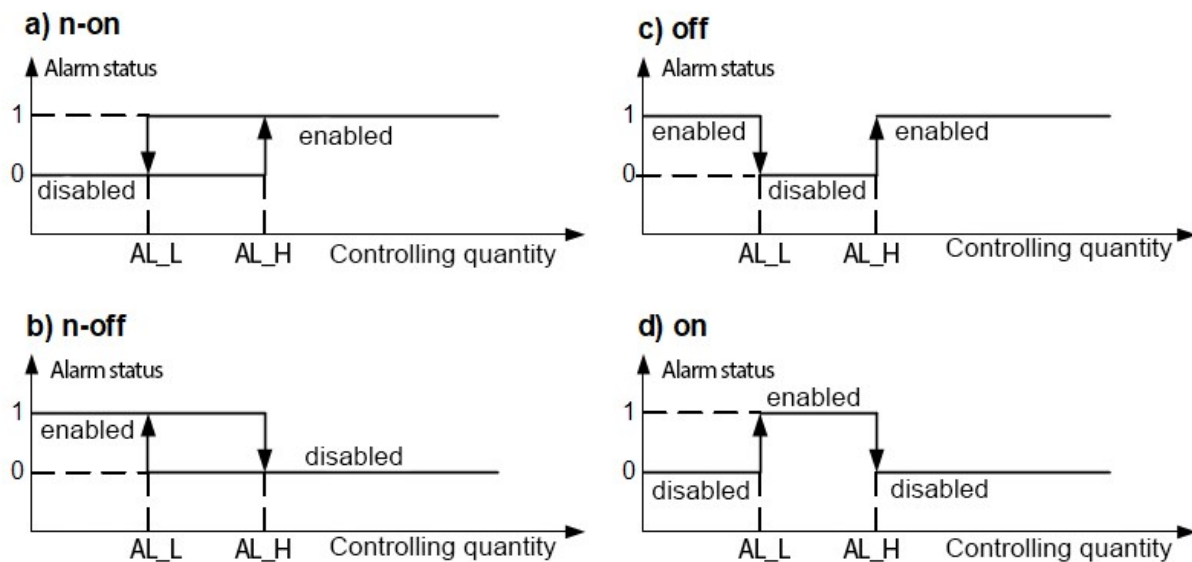 a) n-on
Alarm status
1
enabled
0
disabled
AL_L
AL_H
Controlling quantity
c) off
Alarm status
1
enabled
enabled
0
disabled
AL_L
AL_H
Controlling quantity
b) n-off
Alarm status
1
enabled
disabled
0
AL_L
AL_H
Controlling quantity
d) on
Alarm status
enabled
1
0
disabled
disabled
AL_L
AL_H
Controlling quantity